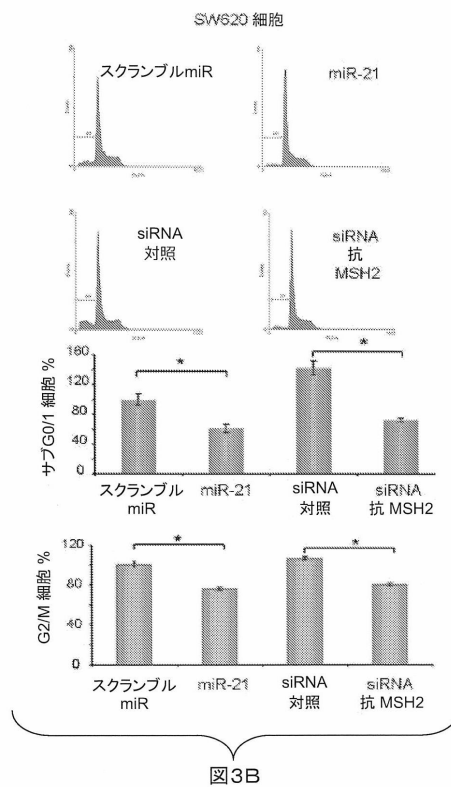 SW620 細胞
スクランブルmiR
miR-21
siRNA
対照
siRNA
抗
MSH2
サブG0/1 細胞 %
160
120
80
40
0
スクランブル
miR
miR-21
siRNA
対照
siRNA
抗 MSH2
*
*
G2/M 細胞 %
120
80
40
0
スクランブル
miR
miR-21
siRNA
対照
siRNA
抗 MSH2
*
*
図3B